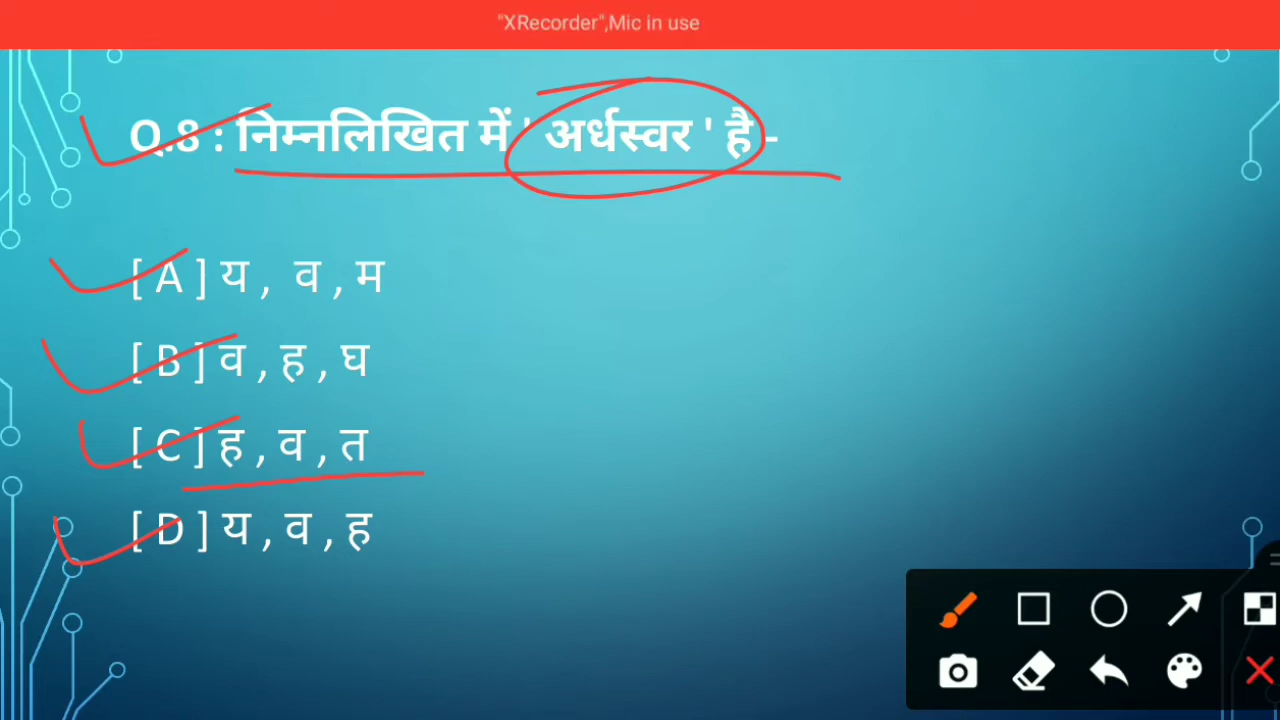 "XRecorder",Mic in use
Q.8 : निम्नलिखित में ' अर्धस्वर ' है -
[ A ] य , व , म
[ B ] व , ह , घ
[ C ] ह , व , त
[ D ] य , व , ह